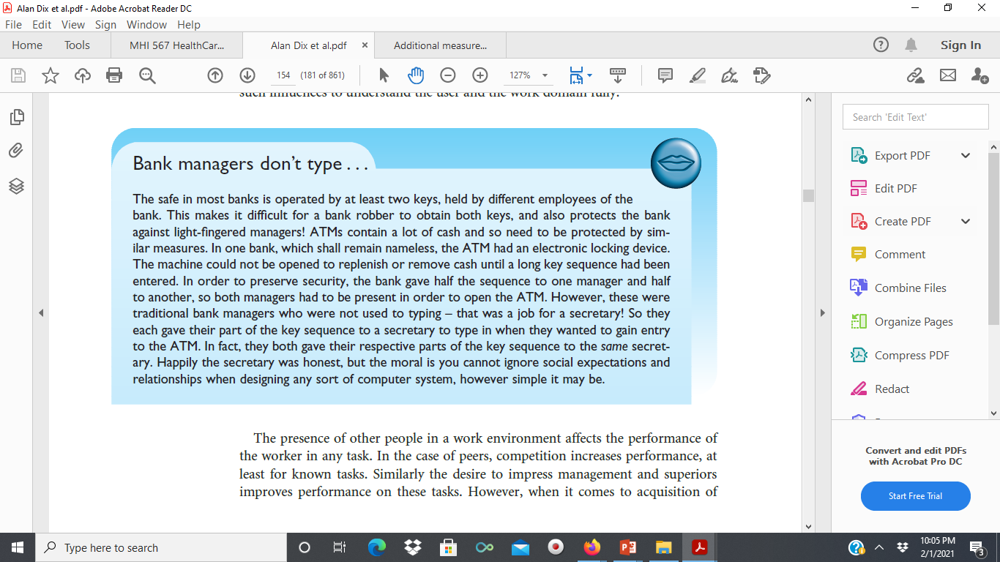 Alan Dix et al.pdf - Adobe Acrobat Reader DC
File Edit View Sign Window Help
Home Tools MHI 567 HealthCar... Alan Dix et al.pdf × Additional measure... Sign In
154 (181 of 861) 127%
such influences to understand the user and the work domain fully.
Bank managers don't type . . .
The safe in most banks is operated by at least two keys, held by different employees of the
bank. This makes it difficult for a bank robber to obtain both keys, and also protects the bank
against light-fingered managers! ATMs contain a lot of cash and so need to be protected by sim-
ilar measures. In one bank, which shall remain nameless, the ATM had an electronic locking device.
The machine could not be opened to replenish or remove cash until a long key sequence had been
entered. In order to preserve security, the bank gave half the sequence to one manager and half
to another, so both managers had to be present in order to open the ATM. However, these were
traditional bank managers who were not used to typing – that was a job for a secretary! So they
each gave their part of the key sequence to a secretary to type in when they wanted to gain entry
to the ATM. In fact, they both gave their respective parts of the key sequence to the same secret-
ary. Happily the secretary was honest, but the moral is you cannot ignore social expectations and
relationships when designing any sort of computer system, however simple it may be.
The presence of other people in a work environment affects the performance of
the worker in any task. In the case of peers, competition increases performance, at
least for known tasks. Similarly the desire to impress management and superiors
improves performance on these tasks. However, when it comes to acquisition of
Search 'Edit Text'
Export PDF
Edit PDF
Create PDF
Comment
Combine Files
Organize Pages
Compress PDF
Redact
Convert and edit PDFs
with Acrobat Pro DC
Start Free Trial
Type here to search
10:05 PM
2/1/2021
3